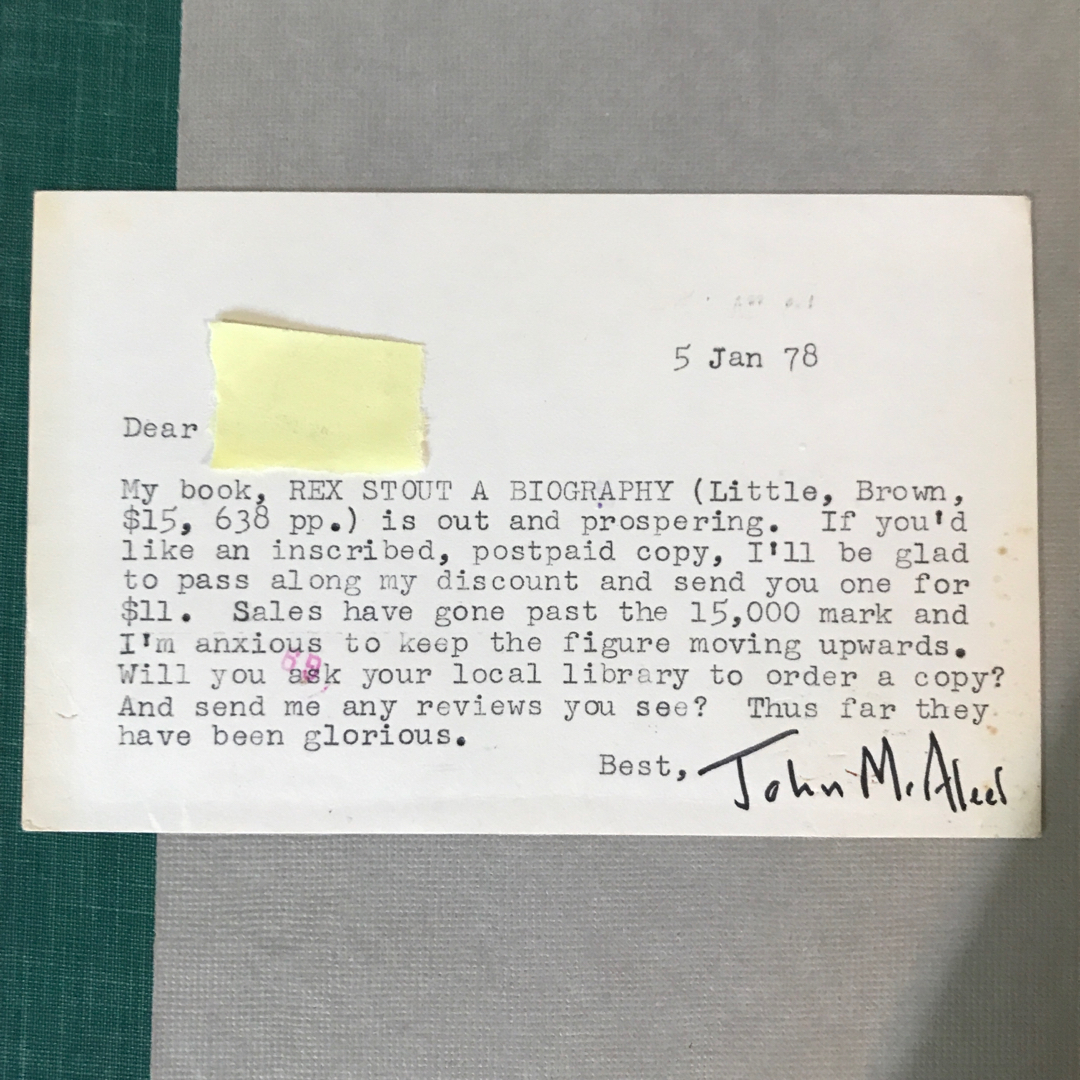 5 Jan 78
Dear
My book, REX STOUT A BIOGRAPHY (Little, Brown,
$15, 638 pp.) is out and prospering. If you'd
like an inscribed, postpaid copy, I'll be glad
to pass along my discount and send you one for
$11. Sales have gone past the 15,000 mark and
I'm anxious to keep the figure moving upwards.
Will you ask your local library to order a copy?
And send me any reviews you see? Thus far they
have been glorious.
Best, John McAleer